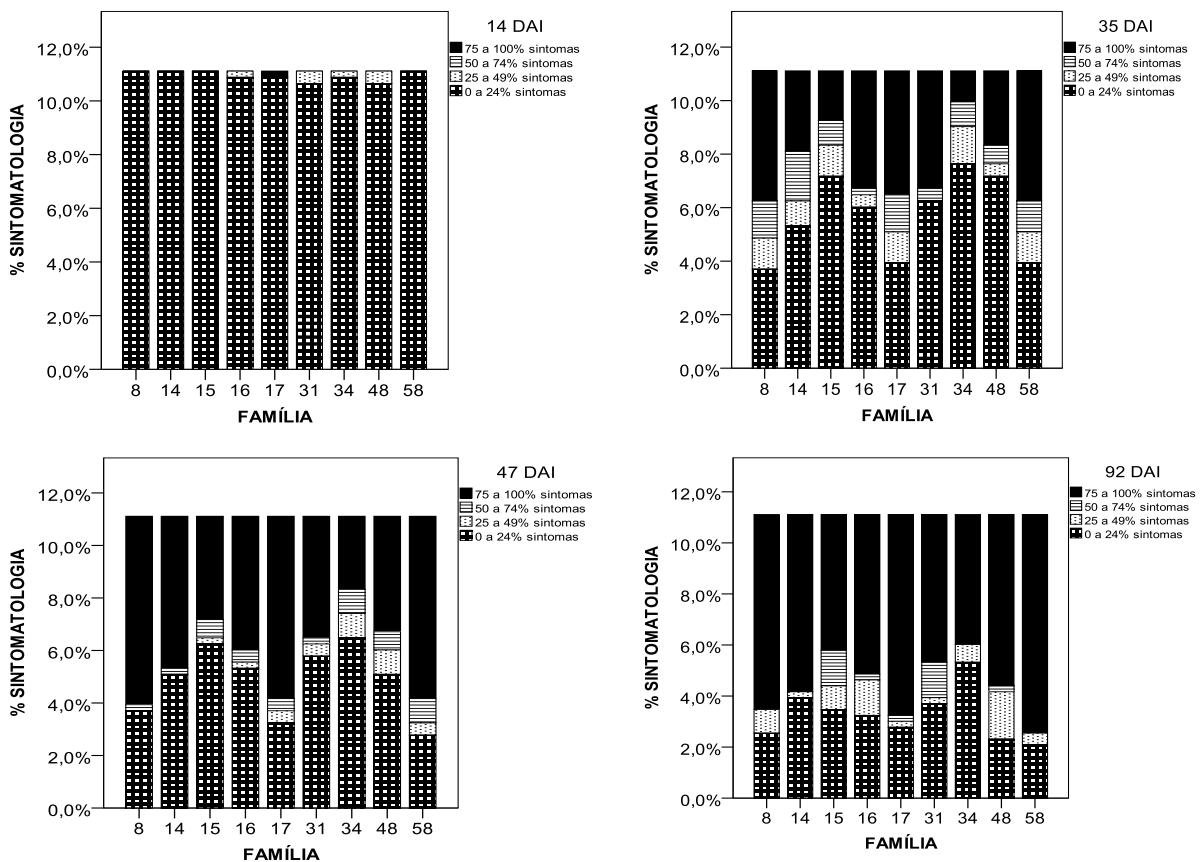 14 DAI
75 a 100% sintomas
50 a 74% sintomas
25 a 49% sintomas
0 a 24% sintomas
% SINTOMATOLOGIA
12,0%
10,0%
8,0%
6,0%
4,0%
2,0%
0,0%
8 14 15 16 17 31 34 48 58
FAMÍLIA
35 DAI
75 a 100% sintomas
50 a 74% sintomas
25 a 49% sintomas
0 a 24% sintomas
% SINTOMATOLOGIA
12,0%
10,0%
8,0%
6,0%
4,0%
2,0%
0,0%
8 14 15 16 17 31 34 48 58
FAMÍLIA
47 DAI
75 a 100% sintomas
50 a 74% sintomas
25 a 49% sintomas
0 a 24% sintomas
% SINTOMATOLOGIA
12,0%
10,0%
8,0%
6,0%
4,0%
2,0%
0,0%
8 14 15 16 17 31 34 48 58
FAMÍLIA
92 DAI
75 a 100% sintomas
50 a 74% sintomas
25 a 49% sintomas
0 a 24% sintomas
% SINTOMATOLOGIA
12,0%
10,0%
8,0%
6,0%
4,0%
2,0%
0,0%
8 14 15 16 17 31 34 48 58
FAMÍLIA